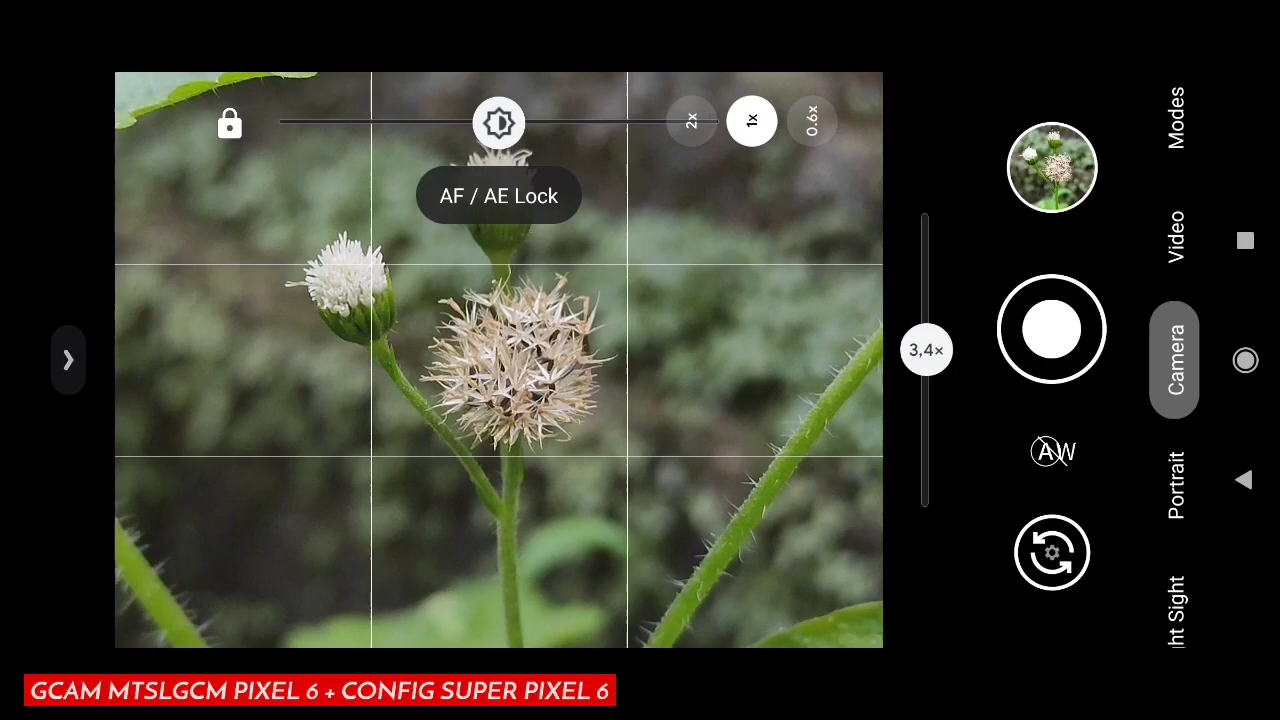 2x
1x
0.6x
AF / AE Lock
3,4×
AW
Modes
Video
Camera
Portrait
ht Sight
GCAM MTSLGCM PIXEL 6 + CONFIG SUPER PIXEL 6